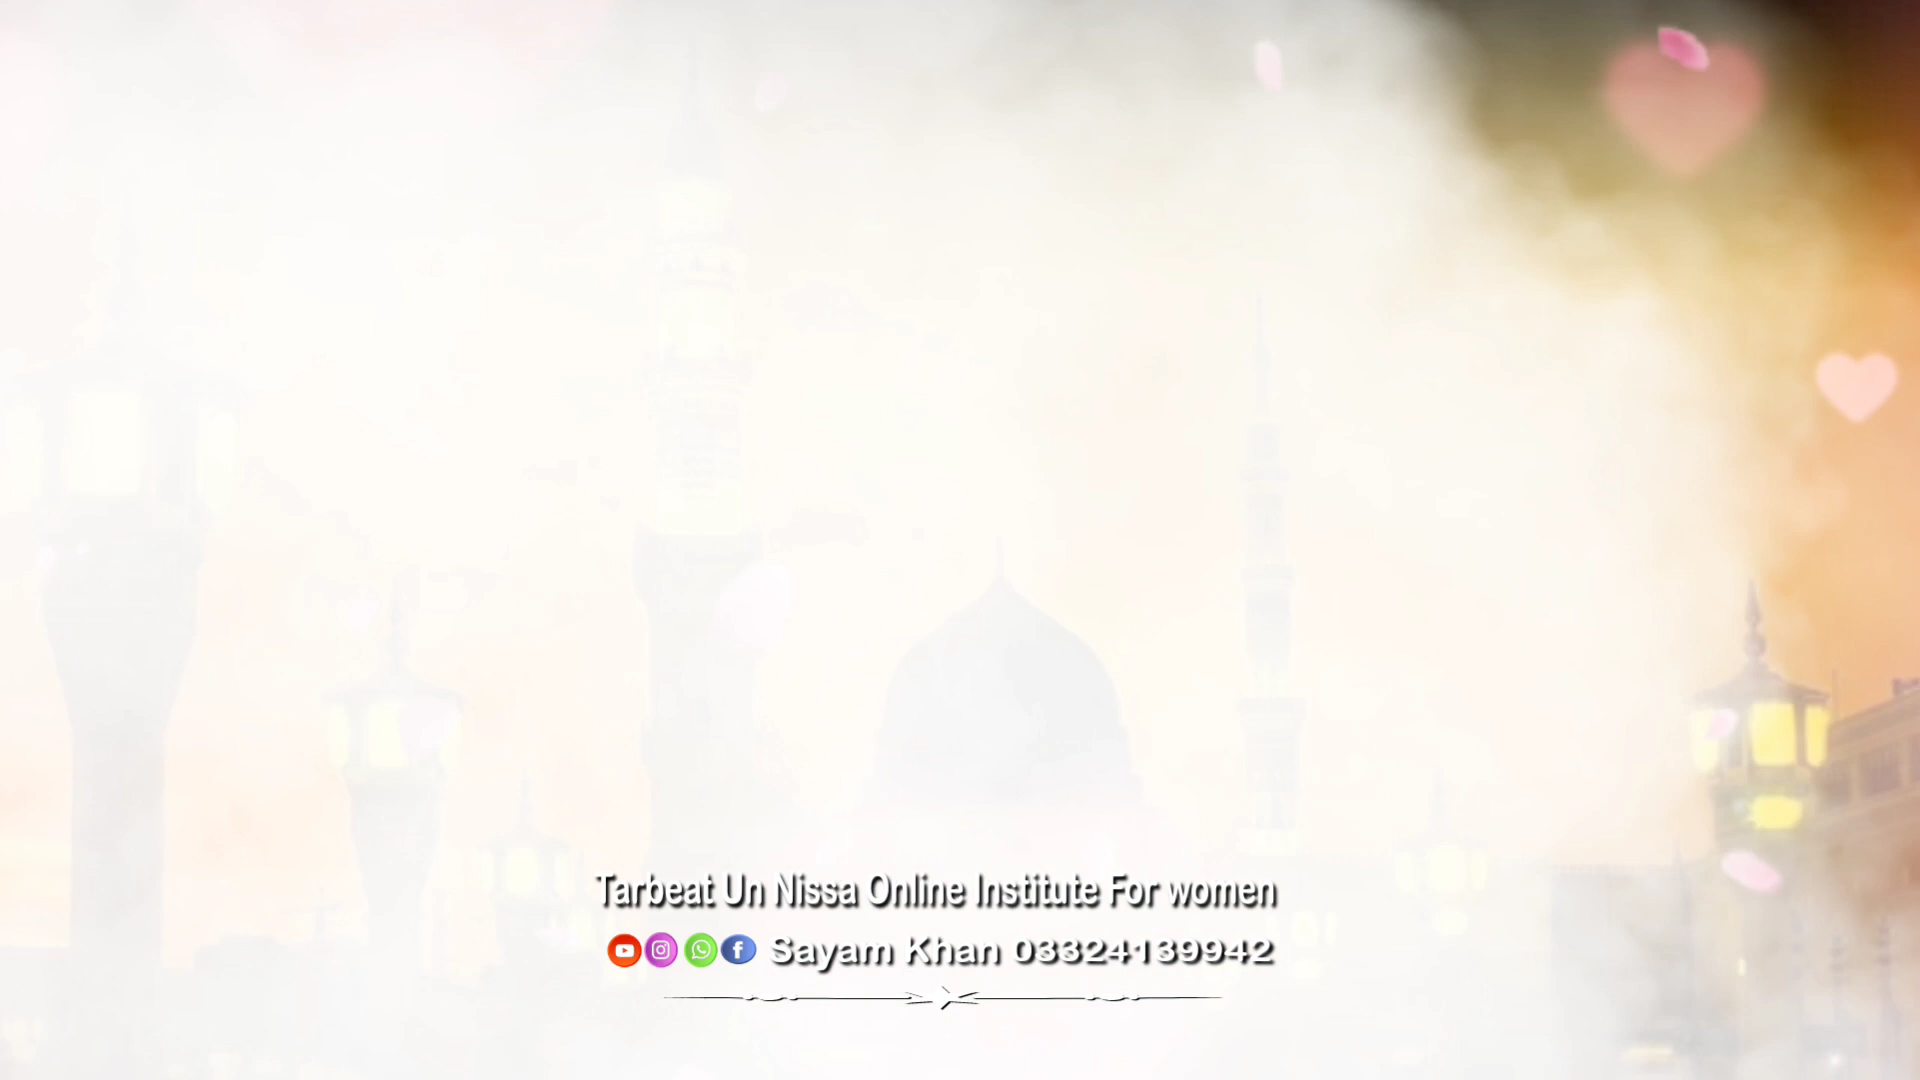 Tarbeat Un Nissa Online Institute For women
Sayam Khan 03324139942